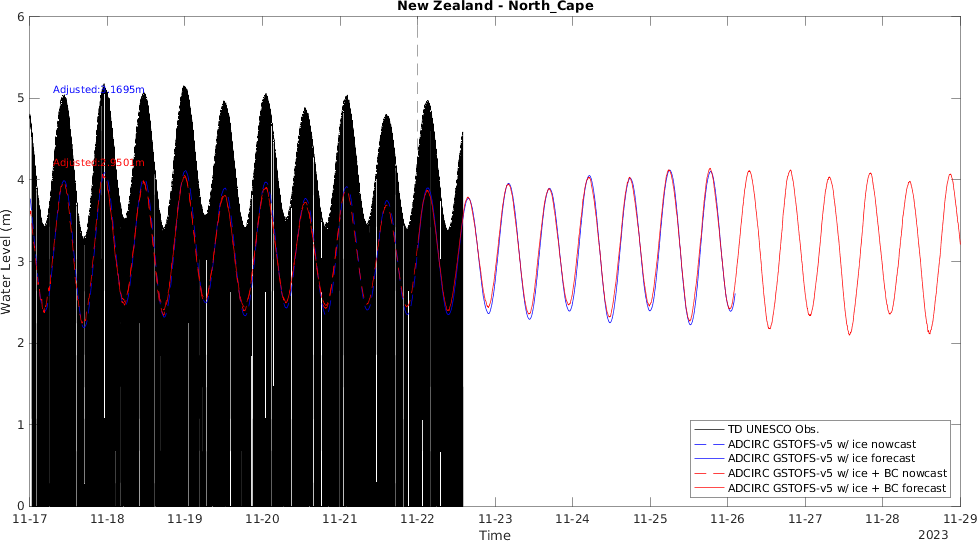 New Zealand - North_Cape
6
5
4
3
2
1
0
Water Level (m)
Adjusted:
.1695m
Adjusted:
.9501m
TD UNESCO Obs.
ADCIRC GSTOFS-v5 w/ ice nowcast
ADCIRC GSTOFS-v5 w/ ice forecast
ADCIRC GSTOFS-v5 w/ ice + BC nowcast
ADCIRC GSTOFS-v5 w/ ice + BC forecast
11-17 11-18 11-19 11-20 11-21 11-22 11-23 11-24 11-25 11-26 11-27 11-28 11-29
Time
2023